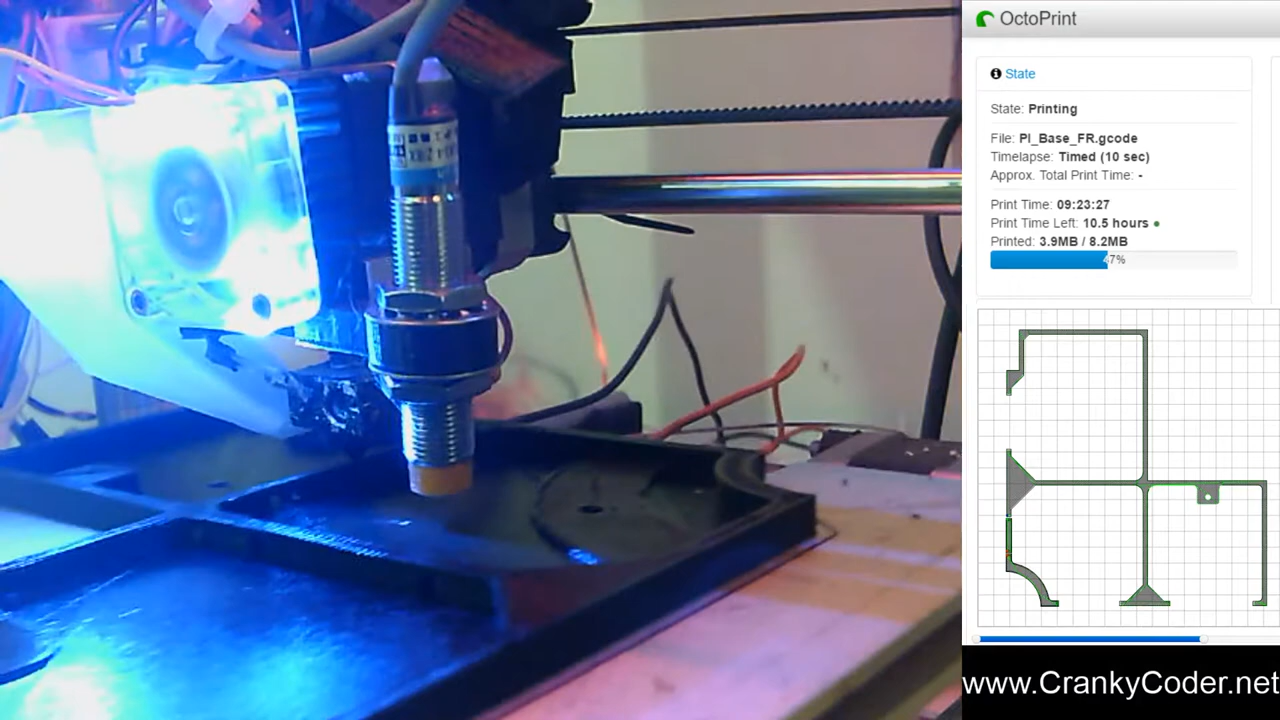 OctoPrint
State
State: Printing
File: PI_Base_FR.gcode
Timelapse: Timed (10 sec)
Approx. Total Print Time: -
Print Time: 09:23:27
Print Time Left: 10.5 hours
Printed: 3.9MB / 8.2MB
47%
www.CrankyCoder.net